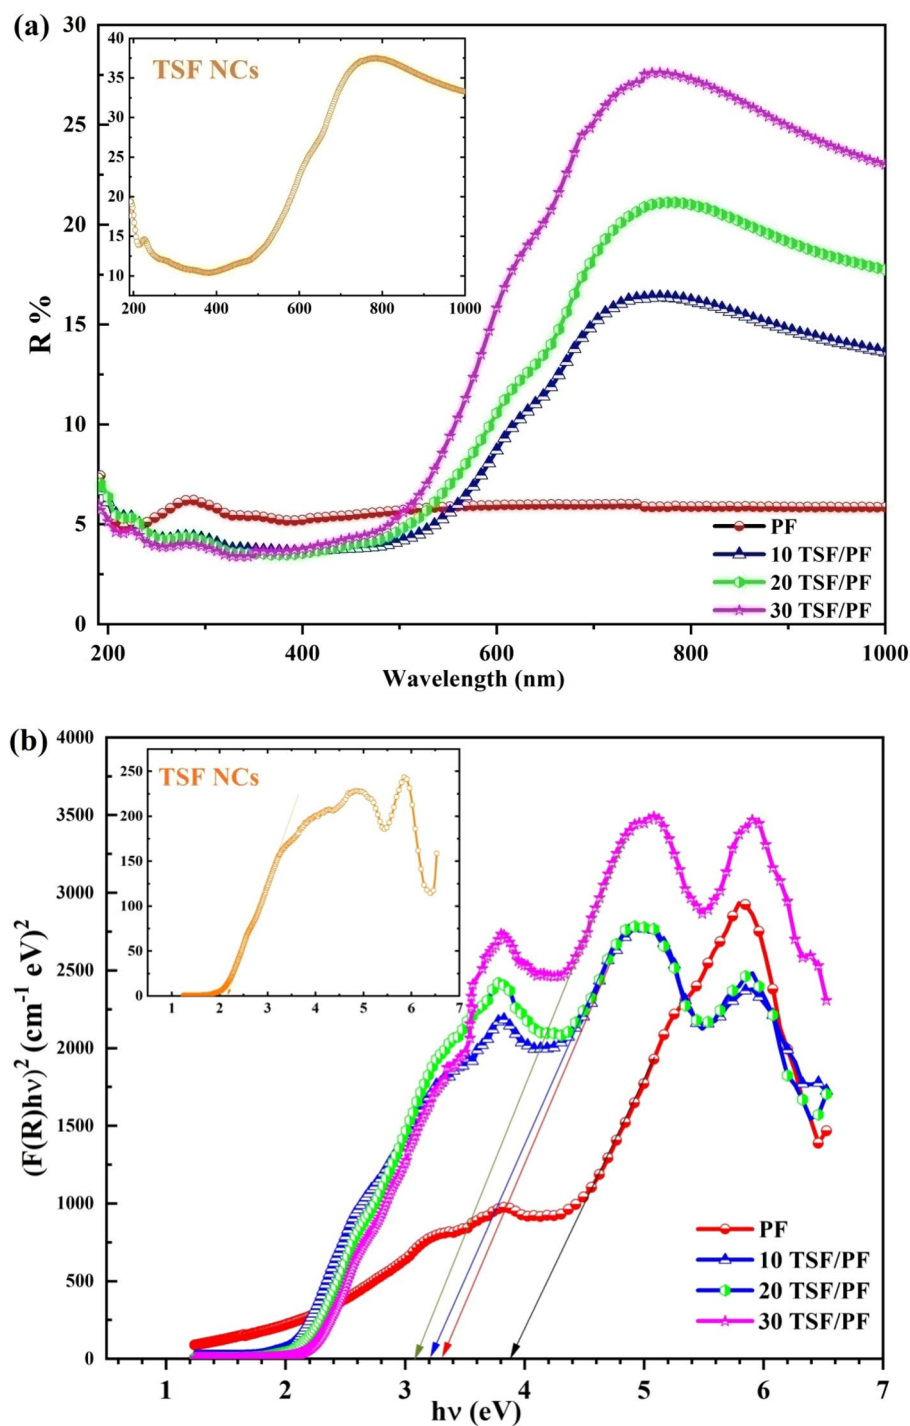 (a)
30
25
20
15
10
5
0
R %
TSF NCs
40
35
30
25
20
15
10
200 300 400 500 600 700 800 900 1000
PF
10 TSF/PF
20 TSF/PF
30 TSF/PF
200 400 600 800 1000
Wavelength (nm)
(b)
4000
3500
3000
2500
2000
1500
1000
500
0
(F(R)hν)² (cm⁻¹ eV)²
TSF NCs
250
200
150
100
50
0
1 2 3 4 5 6 7
PF
10 TSF/PF
20 TSF/PF
30 TSF/PF
1 2 3 4 5 6 7
hν (eV)